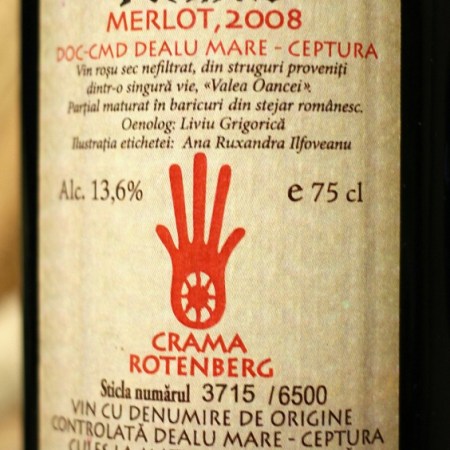 MERLOT, 2008
DOC-CMD DEALU MARE - CEPTURA
Vin roșu sec nefiltrat, din struguri proveniți
dintr-o singură vie, «Valea Oancei».
Parțial maturat în baricuri din stejar românesc.
Oenolog: Liviu Grigorică
Ilustrația etichetei: Ana Ruxandra Ilfoveanu
Alc. 13,6% e 75 cl
CRAMA
ROTENBERG
Sticla numărul 3715 /6500
VIN CU DENUMIRE DE ORIGINE
CONTROLATĂ DEALU MARE - CEPTURA